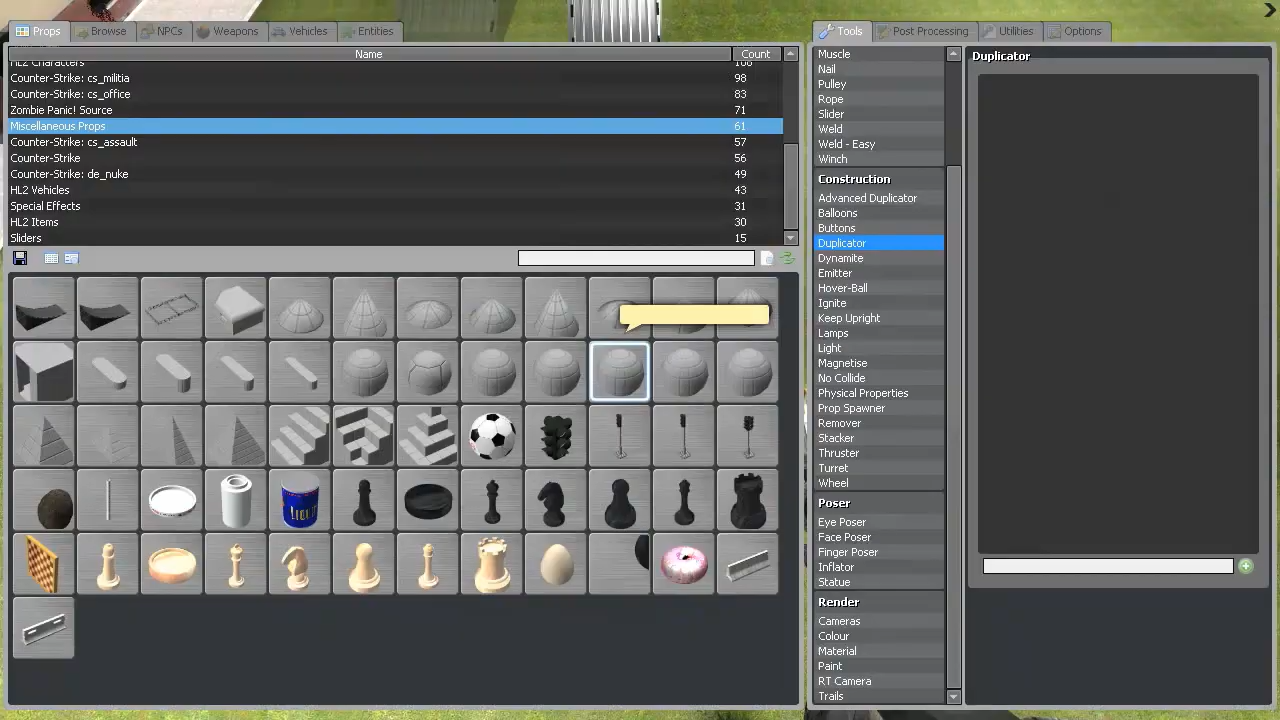 Props
Browse
NPCs
Weapons
Vehicles
Entities
Name
Count
HL2 Characters
Counter-Strike: cs_militia
98
Counter-Strike: cs_office
83
Zombie Panic! Source
71
Miscellaneous Props
61
Counter-Strike: cs_assault
57
Counter-Strike
56
Counter-Strike: de_nuke
49
HL2 Vehicles
43
Special Effects
31
HL2 Items
30
Sliders
15
Tools
Post Processing
Utilities
Options
Muscle
Nail
Pulley
Rope
Slider
Weld
Weld - Easy
Winch
Construction
Advanced Duplicator
Balloons
Buttons
Duplicator
Dynamite
Emitter
Hover-Ball
Ignite
Keep Upright
Lamps
Light
Magnetise
No Collide
Physical Properties
Prop Spawner
Remover
Stacker
Thruster
Turret
Wheel
Poser
Eye Poser
Face Poser
Finger Poser
Inflator
Statue
Render
Cameras
Colour
Material
Paint
RT Camera
Trails
Duplicator